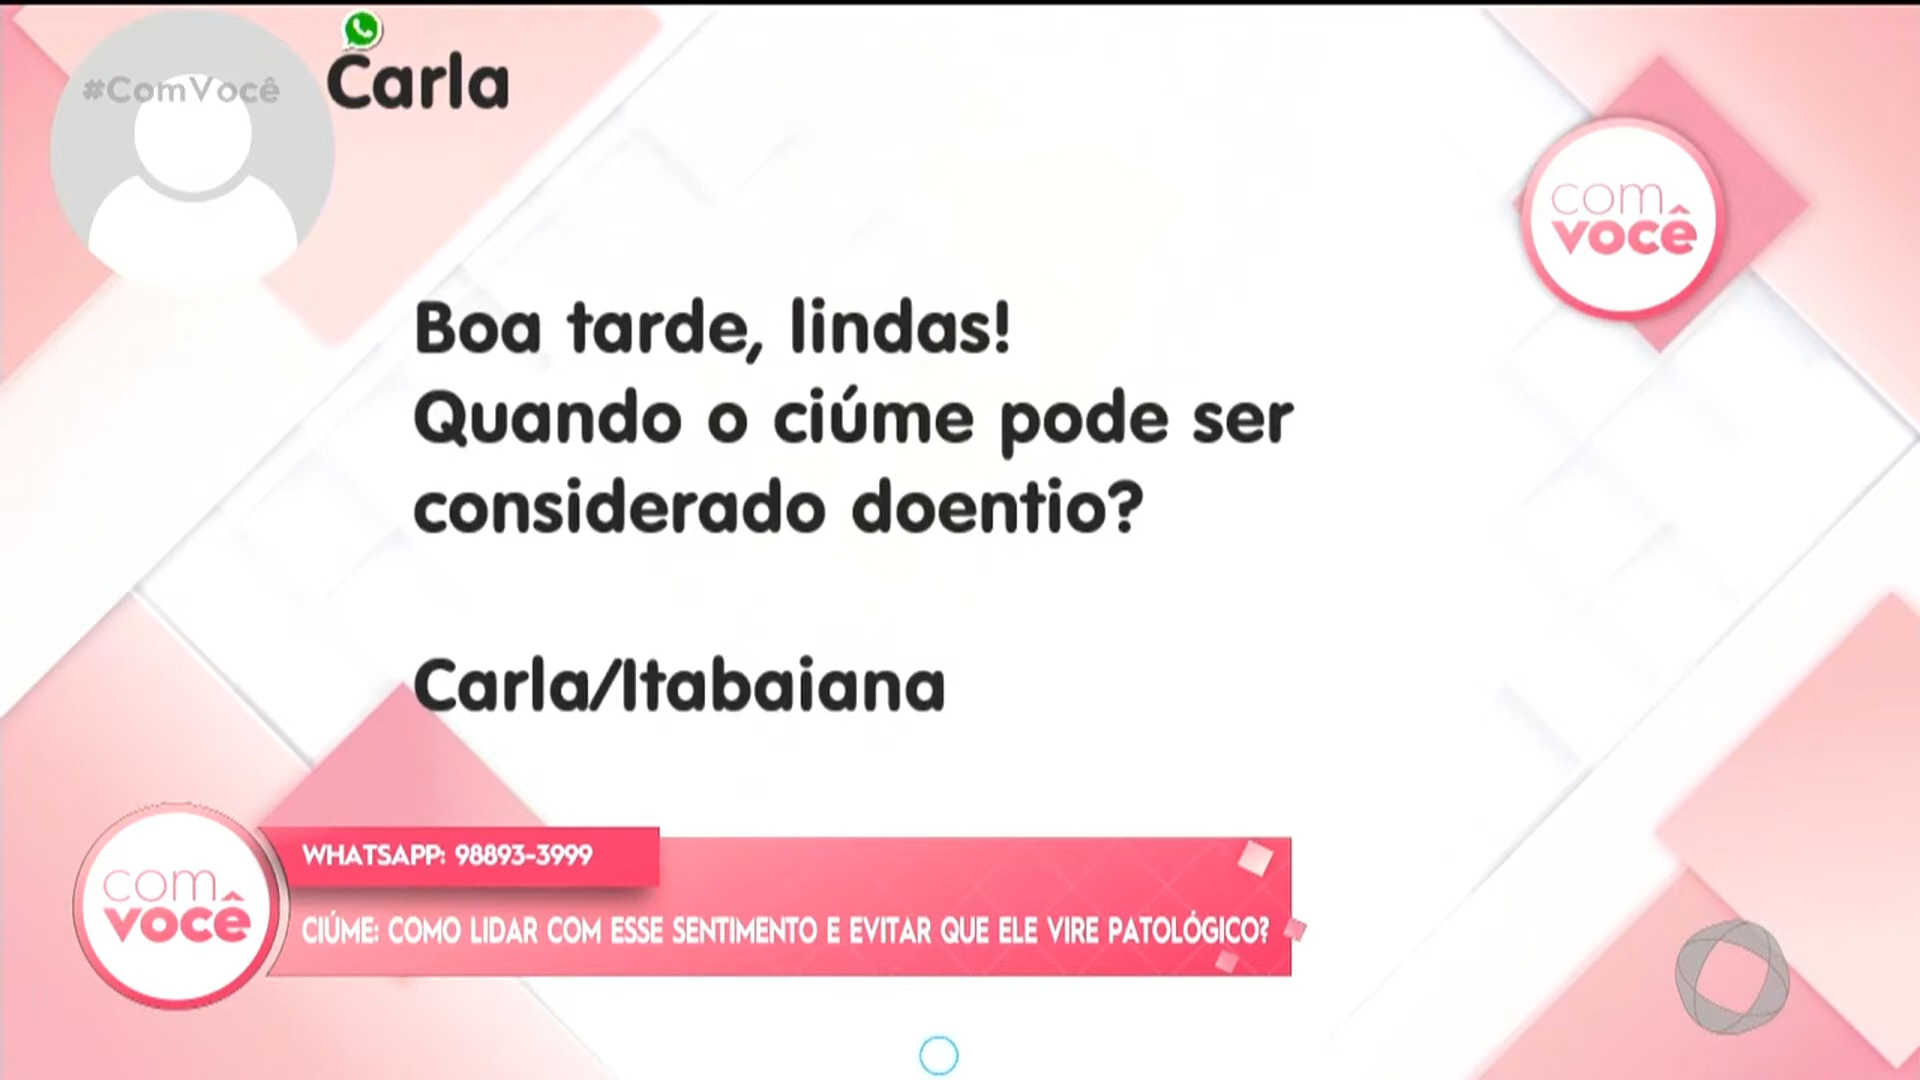 #ComVocê
Carla
com
você
Boa tarde, lindas!
Quando o ciúme pode ser
considerado doentio?
Carla/Itabaiana
WHATSAPP: 98893-3999
com
você
CIÚME: COMO LIDAR COM ESSE SENTIMENTO E EVITAR QUE ELE VIRE PATOLÓGICO?